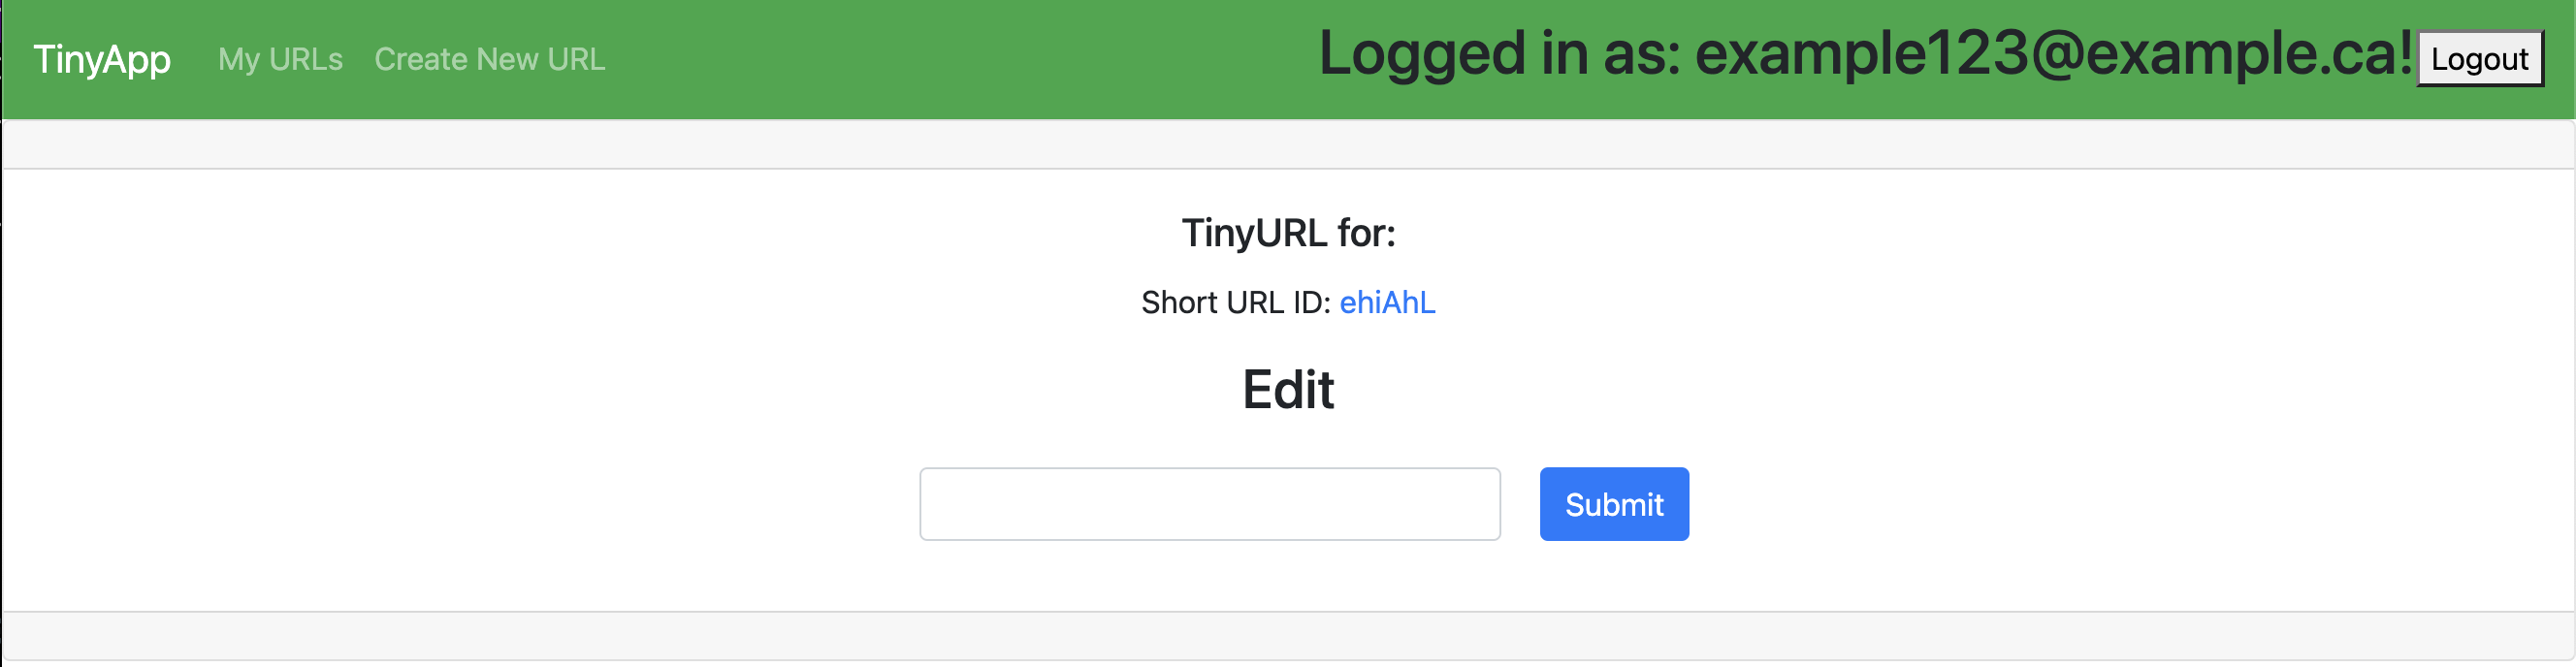 TinyApp My URLs Create New URL Logged in as: example123@example.ca! Logout
TinyURL for:
Short URL ID: ehiAhL
Edit
Submit